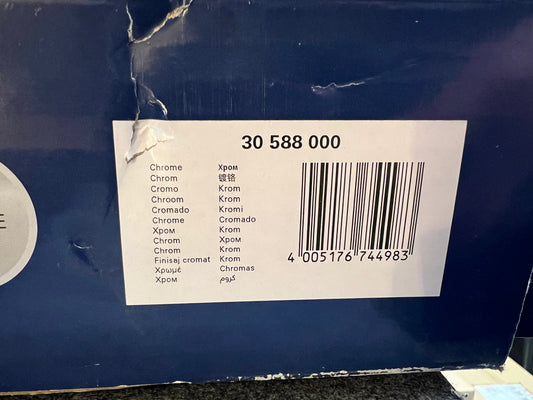 30 588 000
Chrome Хром
Chrom 镀铬
Cromo Krom
Chroom Krom
Cromado Kromi
Chrome Cromado
Хром Krom
Chrom Хром
Chrom Krom
Finisaj cromat Krom
Χρωμέ Chromas
Хром كروم
4 005176 744983
E